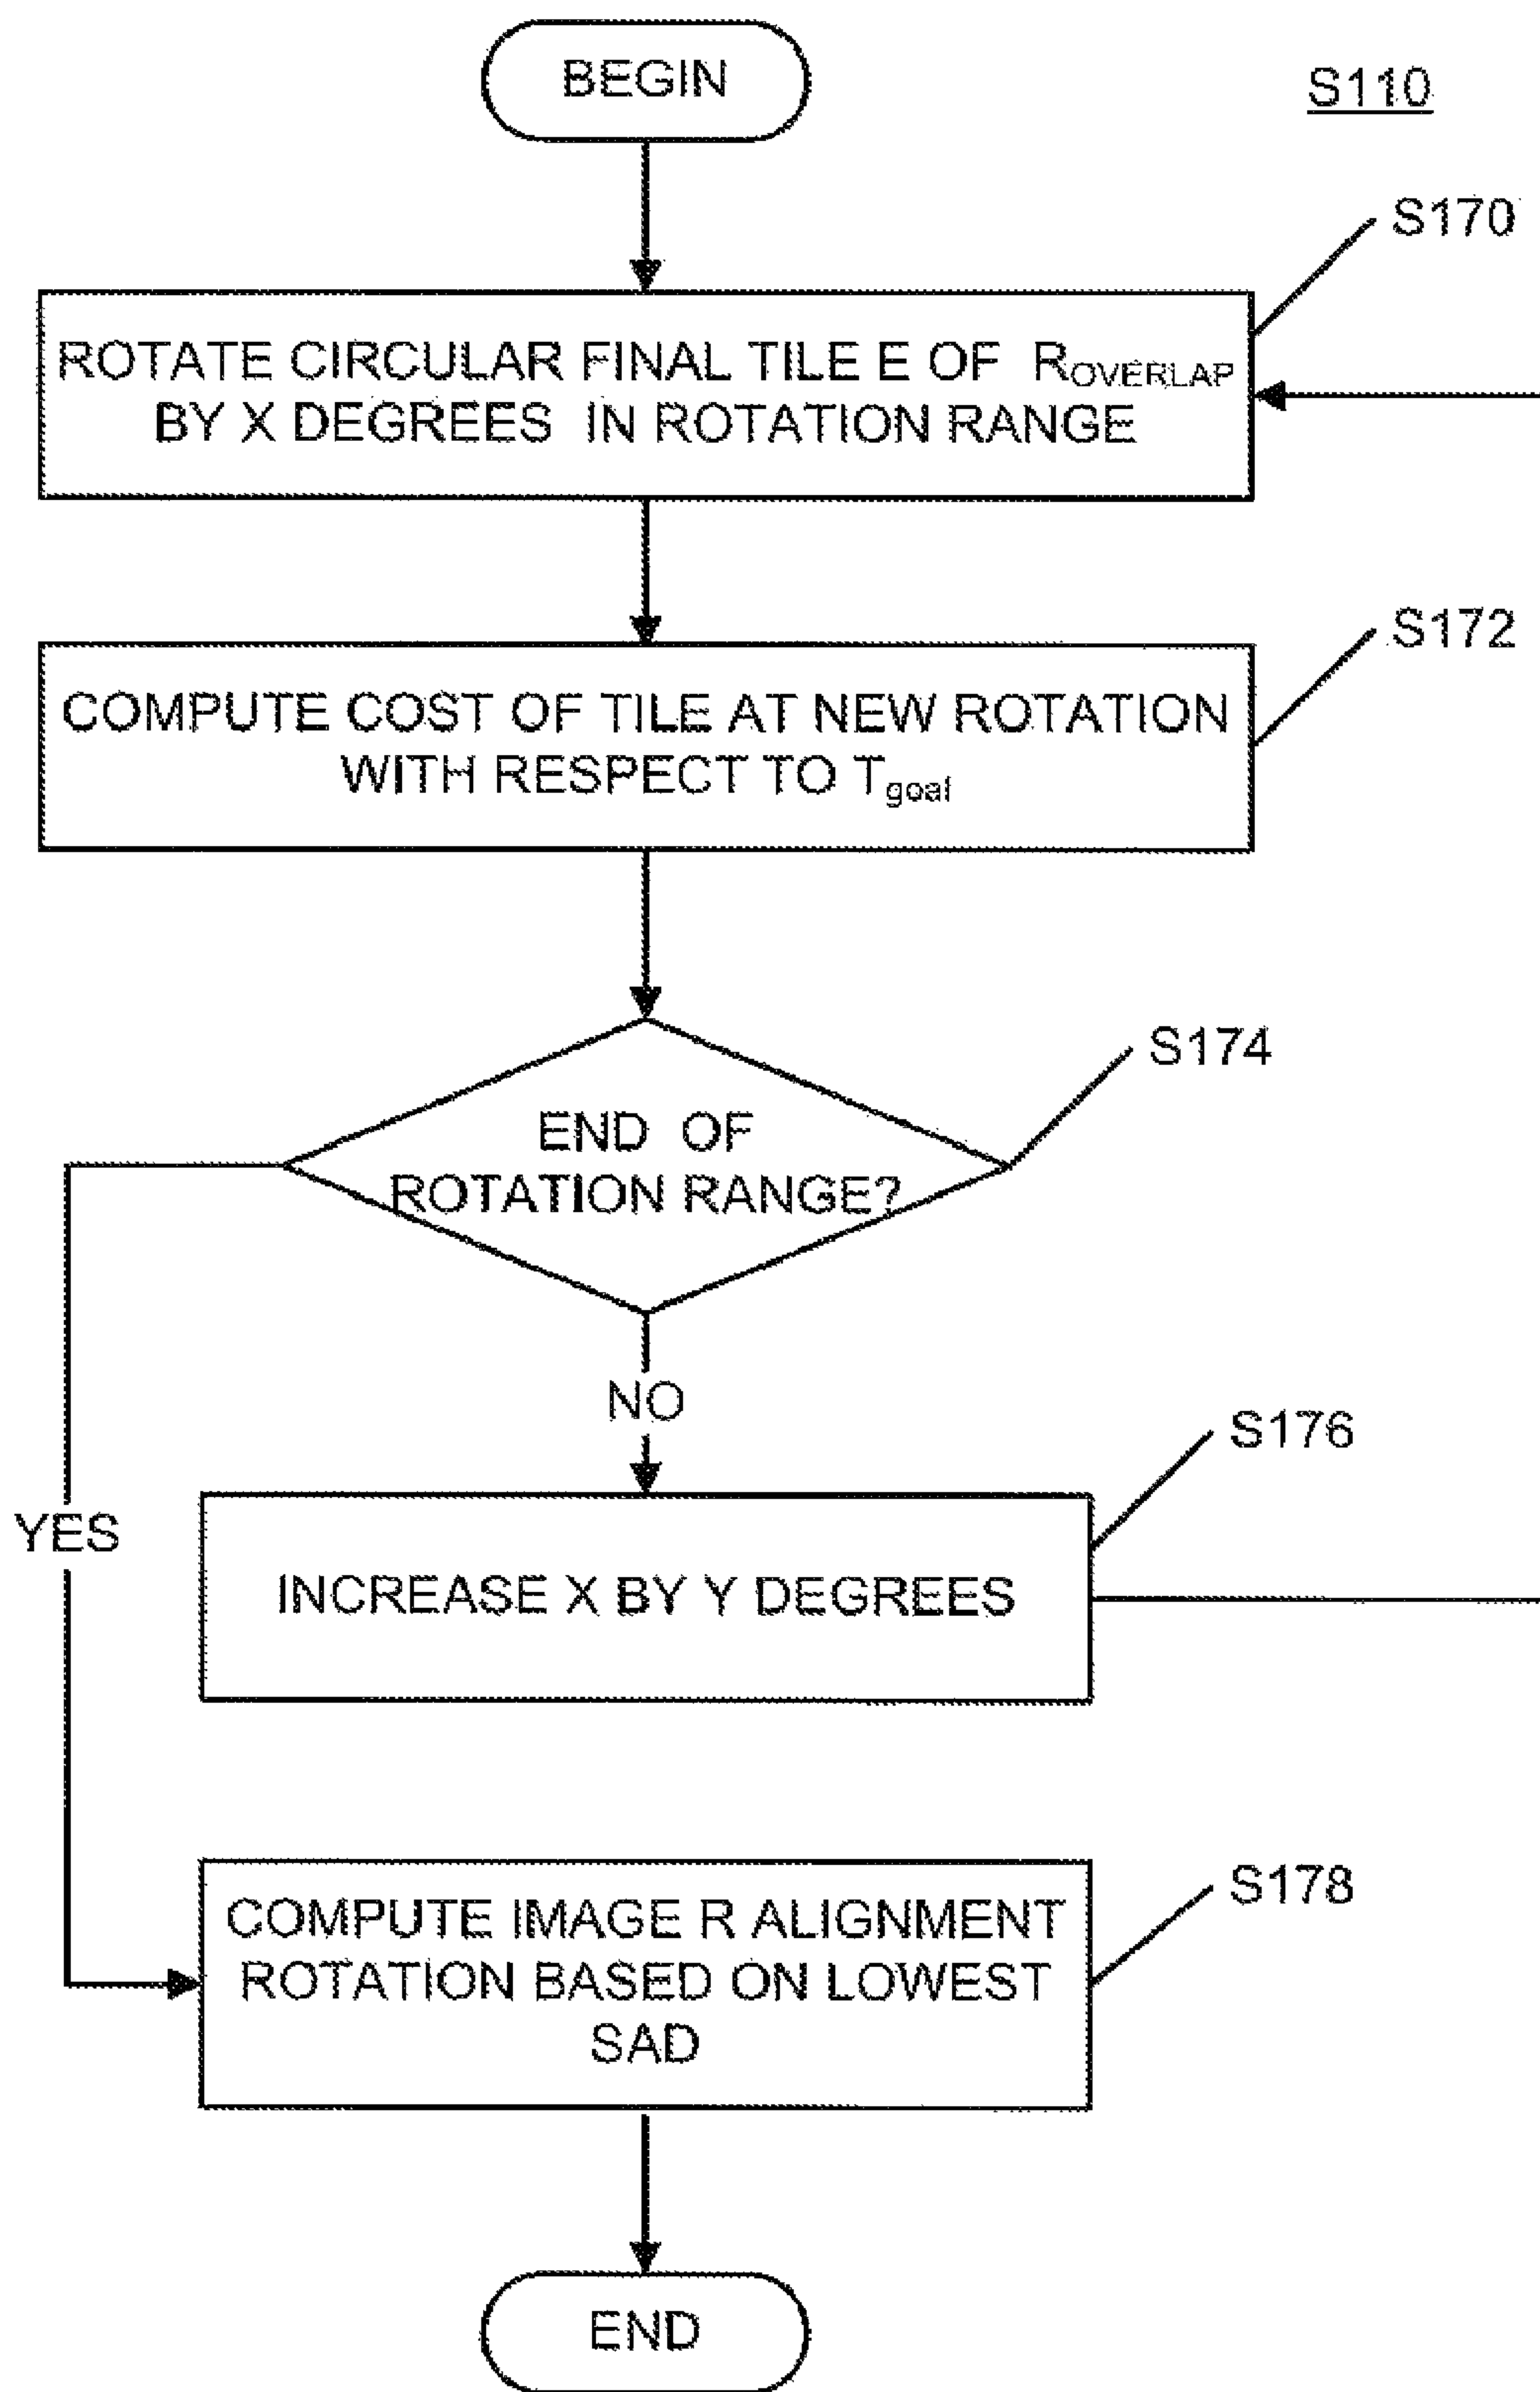 BEGIN
S110
S170
ROTATE CIRCULAR FINAL TILE E OF R_OVERLAP
BY X DEGREES IN ROTATION RANGE
S172
COMPUTE COST OF TILE AT NEW ROTATION
WITH RESPECT TO T_goal
S174
END OF
ROTATION RANGE?
NO
S176
YES
INCREASE X BY Y DEGREES
S178
COMPUTE IMAGE R ALIGNMENT
ROTATION BASED ON LOWEST
SAD
END